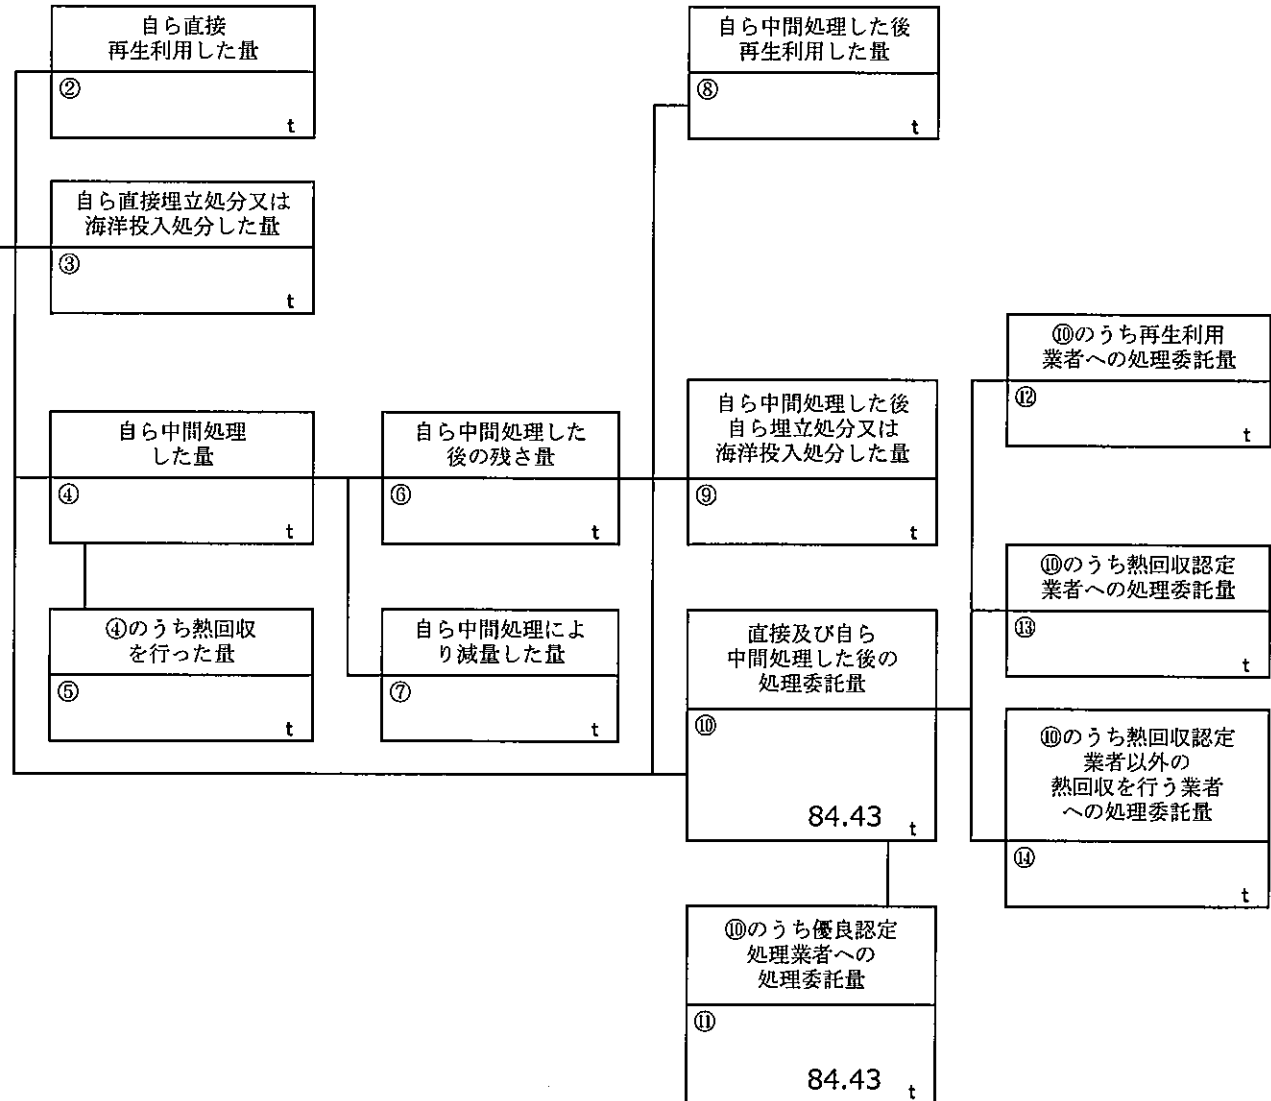 自ら直接
再生利用した量
②
t
自ら中間処理した後
再生利用した量
⑧
t
自ら直接埋立処分又は
海洋投入処分した量
③
t
⑩のうち再生利用
業者への処理委託量
⑫
t
自ら中間処理
した量
④
t
自ら中間処理した
後の残さ量
⑥
t
自ら中間処理した後
自ら埋立処分又は
海洋投入処分した量
⑨
t
⑩のうち熱回収認定
業者への処理委託量
⑬
t
④のうち熱回収
を行った量
⑤
t
自ら中間処理によ
り減量した量
⑦
t
直接及び自ら
中間処理した後の
処理委託量
⑩
84.43 t
⑩のうち熱回収認定
業者以外の
熱回収を行う業者
への処理委託量
⑭
t
⑩のうち優良認定
処理業者への
処理委託量
⑪
84.43 t